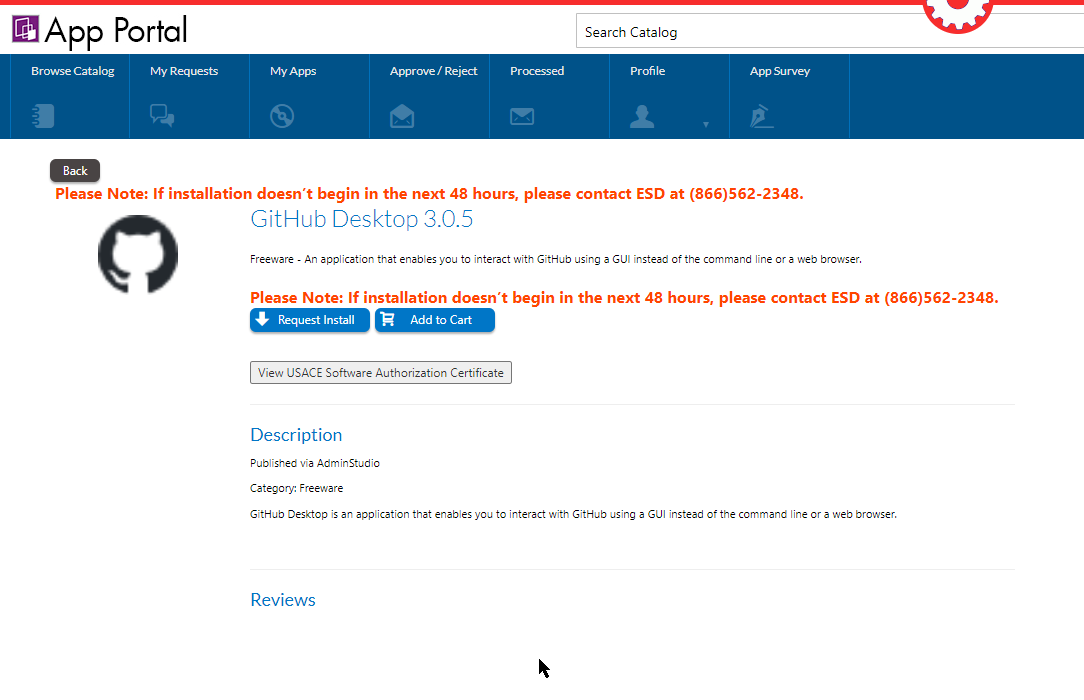 App Portal
Search Catalog
Browse Catalog
My Requests
My Apps
Approve / Reject
Processed
Profile
App Survey
Back
Please Note: If installation doesn’t begin in the next 48 hours, please contact ESD at (866)562-2348.
GitHub Desktop 3.0.5
Freeware - An application that enables you to interact with GitHub using a GUI instead of the command line or a web browser.
Please Note: If installation doesn’t begin in the next 48 hours, please contact ESD at (866)562-2348.
Request Install
Add to Cart
View USACE Software Authorization Certificate
Description
Published via AdminStudio
Category: Freeware
GitHub Desktop is an application that enables you to interact with GitHub using a GUI instead of the command line or a web browser.
Reviews